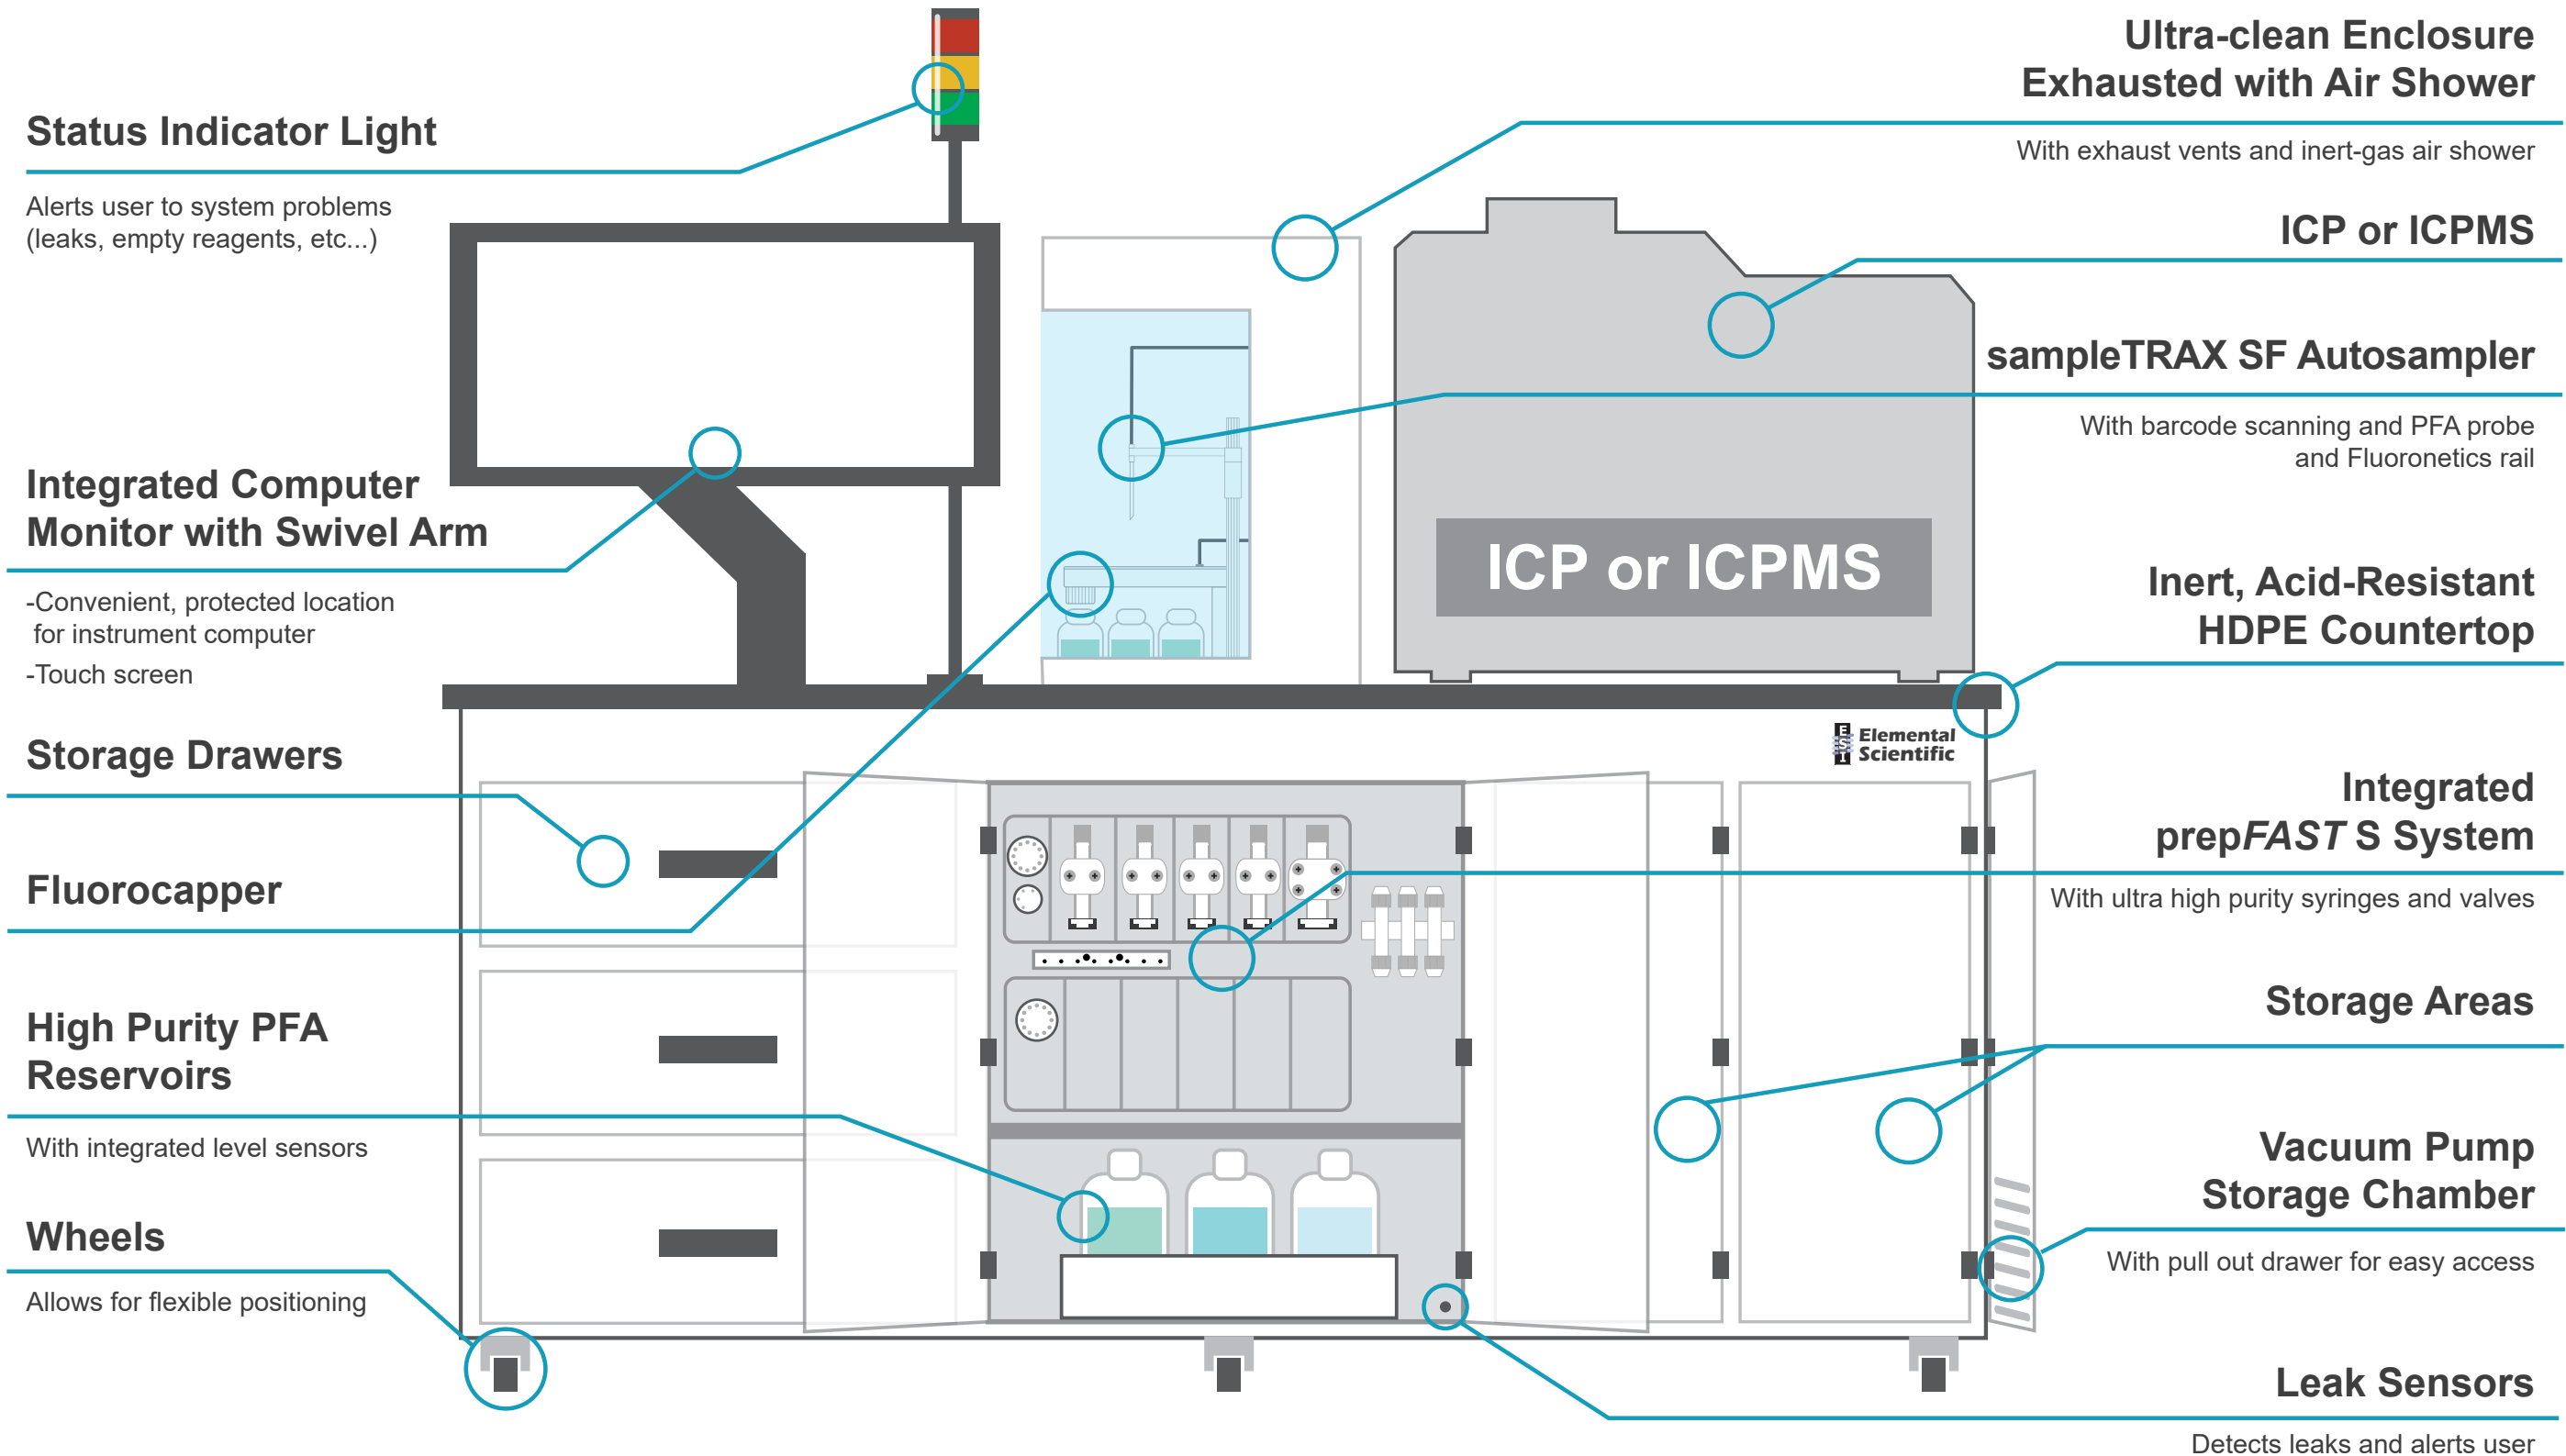 Status Indicator Light
Alerts user to system problems
(leaks, empty reagents, etc...)
Integrated Computer
Monitor with Swivel Arm
-Convenient, protected location
for instrument computer
-Touch screen
Storage Drawers
Fluorocapper
High Purity PFA
Reservoirs
With integrated level sensors
Wheels
Allows for flexible positioning
Ultra-clean Enclosure
Exhausted with Air Shower
With exhaust vents and inert-gas air shower
ICP or ICPMS
sampleTRAX SF Autosampler
With barcode scanning and PFA probe
and Fluoronetics rail
ICP or ICPMS
Inert, Acid-Resistant
HDPE Countertop
ESI
Elemental
Scientific
Integrated
prepFAST S System
With ultra high purity syringes and valves
Storage Areas
Vacuum Pump
Storage Chamber
With pull out drawer for easy access
Leak Sensors
Detects leaks and alerts user